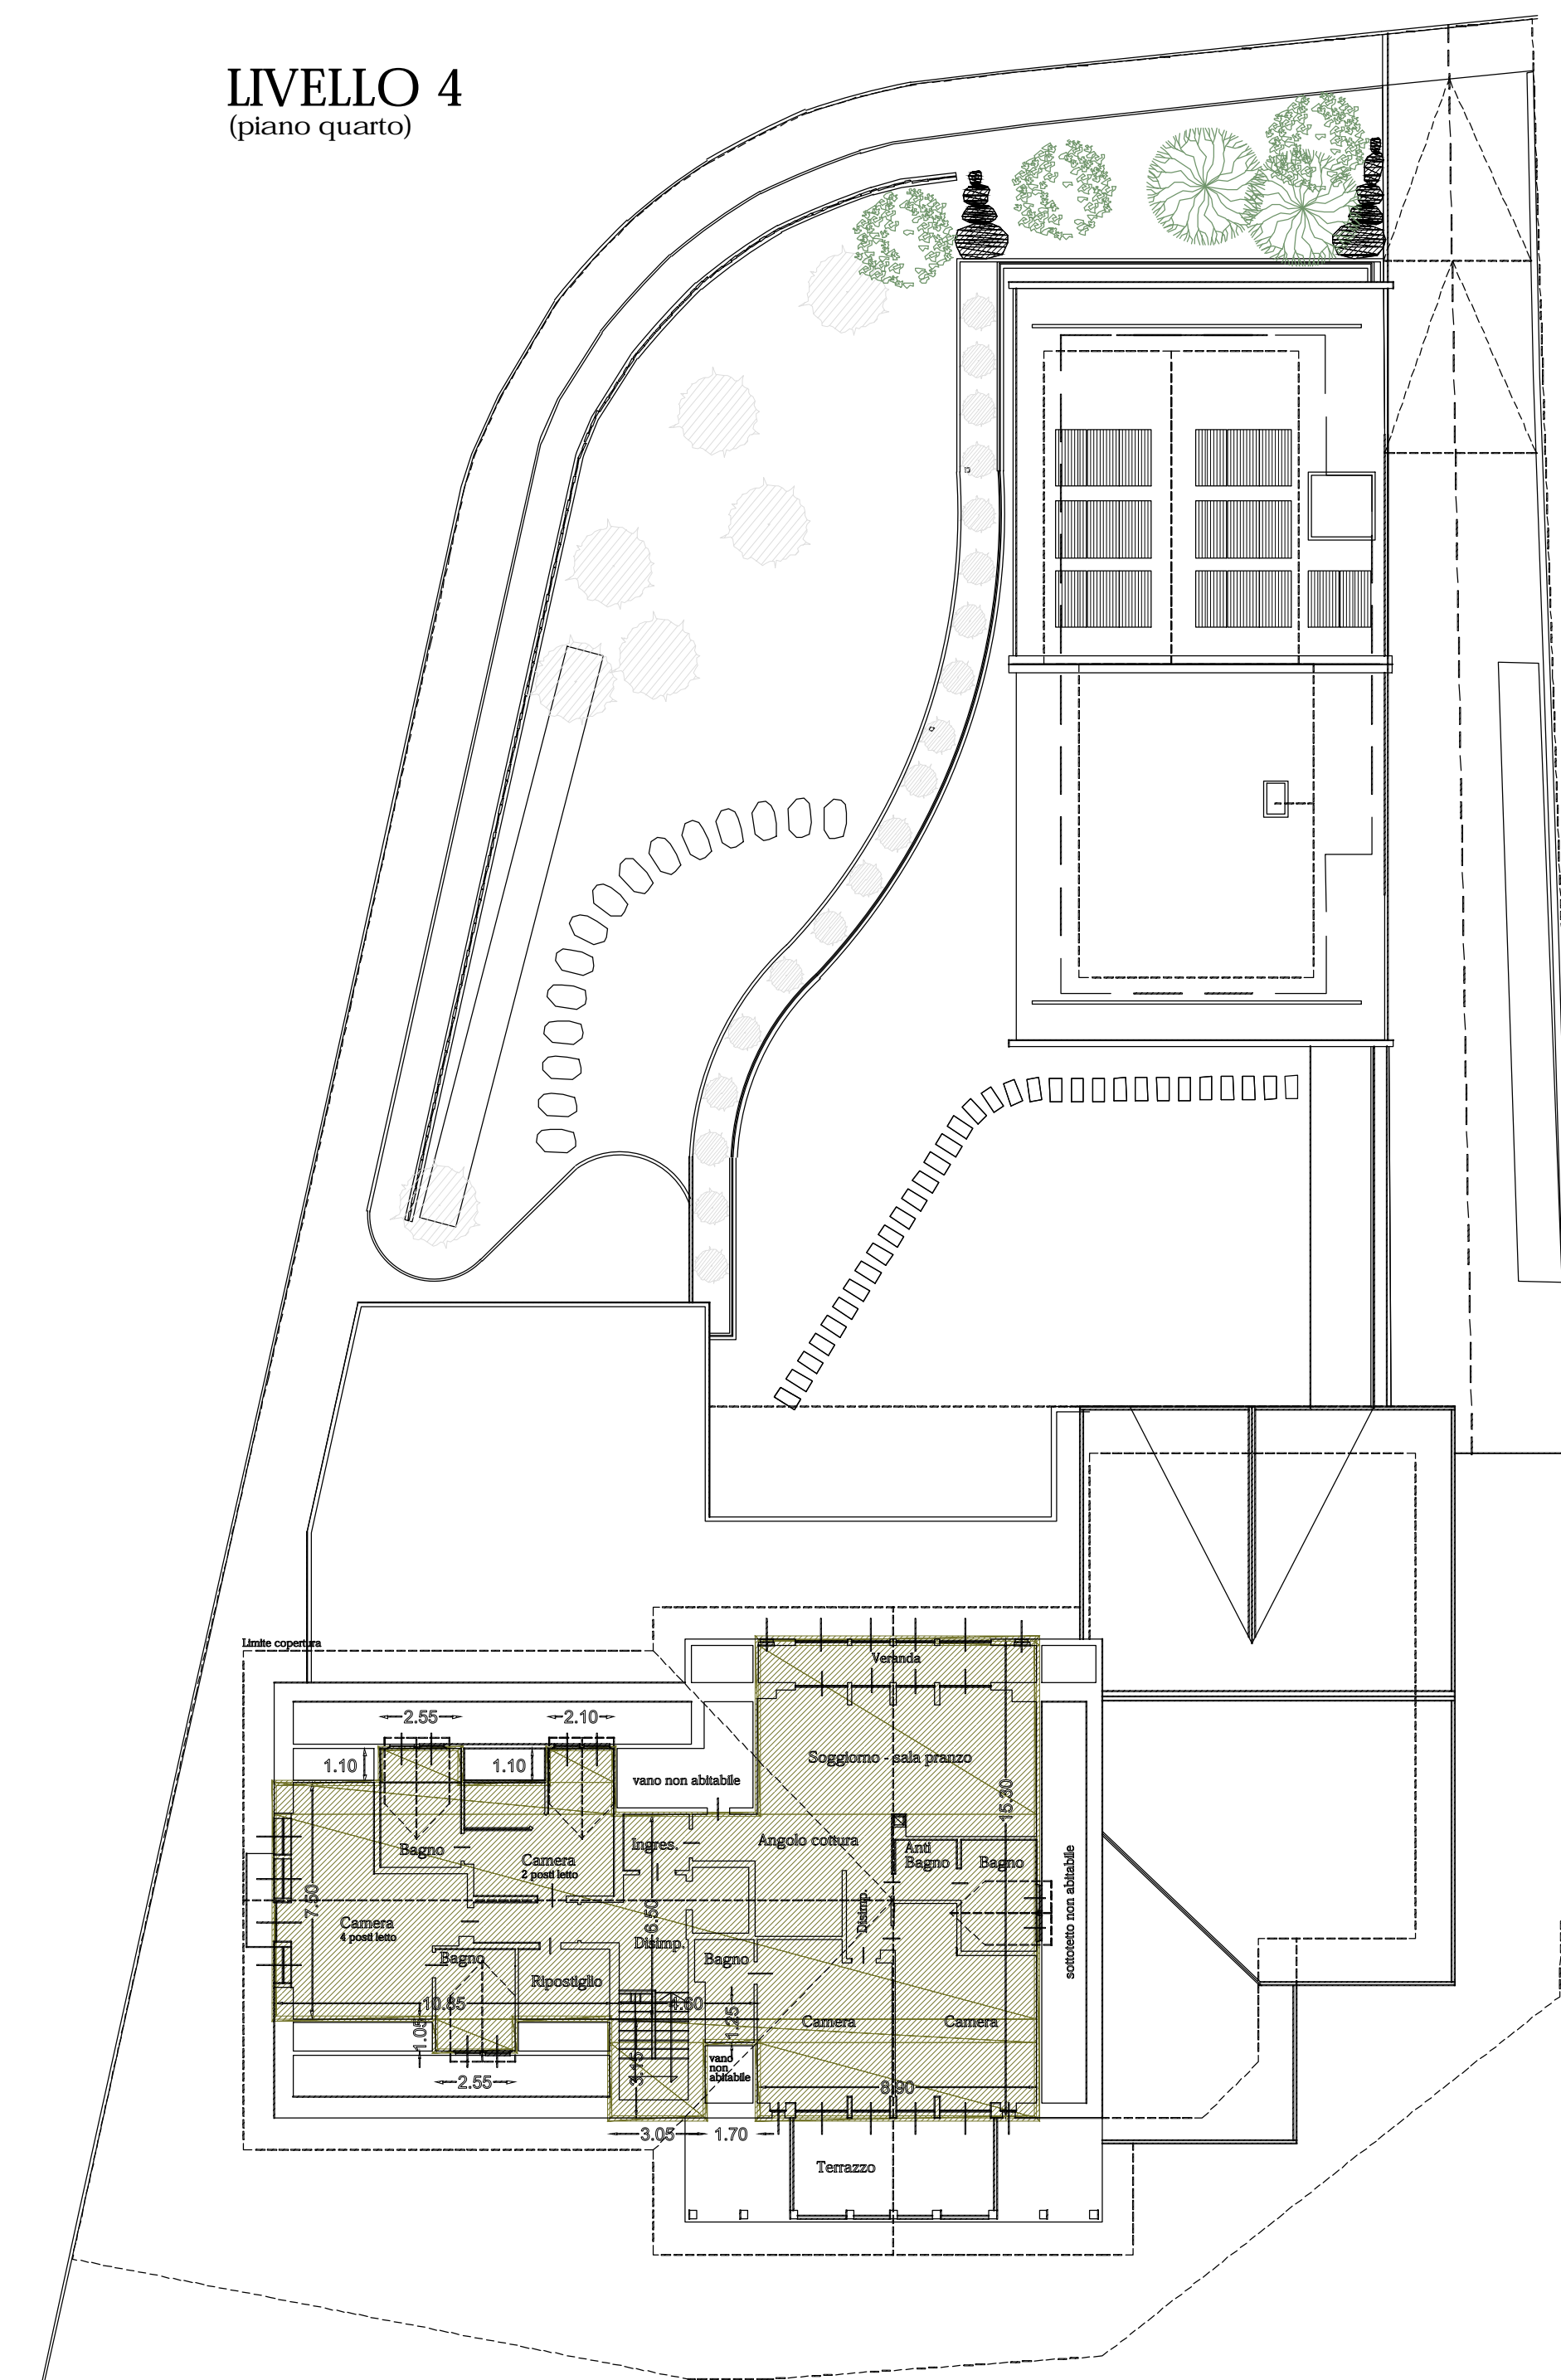 LIVELLO 4
(piano quarto)
Limite copertura
Veranda
2.55
2.10
1.10
1.10
Soggiorno - sala pranzo
vano non abitabile
15.30
Bagno
Camera
2 posti letto
Ingres.
Angolo cottura
Anti
Bagno
Bagno
sottotetto non abitabile
7.50
Camera
4 posti letto
6.50
Disimp.
Disimp.
Bagno
Bagno
Ripostiglio
10.85
4.60
1.05
1.25
Camera
Camera
vano
non
abitabile
3.15
2.55
8.90
3.05
1.70
Terrazzo